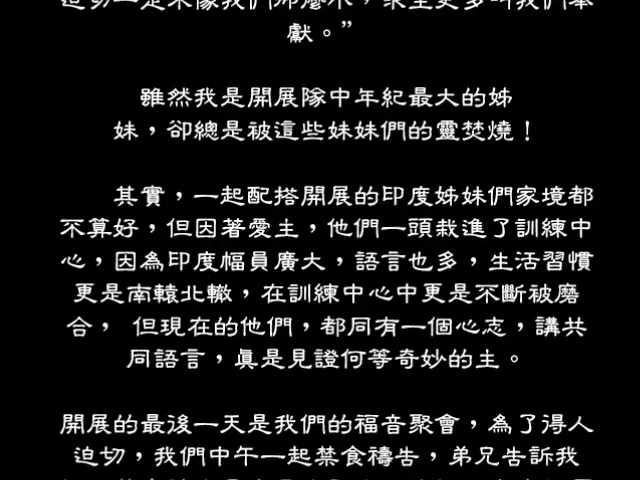 獻。”
雖然我是開展隊中年紀最大的姊
妹，卻總是被這些妹妹們的靈焚燒！
其實，一起配搭開展的印度姊妹們家境都
不算好，但因著愛主，他們一頭栽進了訓練中
心，因為印度幅員廣大，語言也多，生活習慣
更是南轅北轍，在訓練中心中更是不斷被磨
合， 但現在的他們，都同有一個心志，講共
同語言，眞是見證何等奇妙的主。
開展的最後一天是我們的福音聚會，為了得人
迫切，我們中午一起禁食禱告，弟兄告訴我